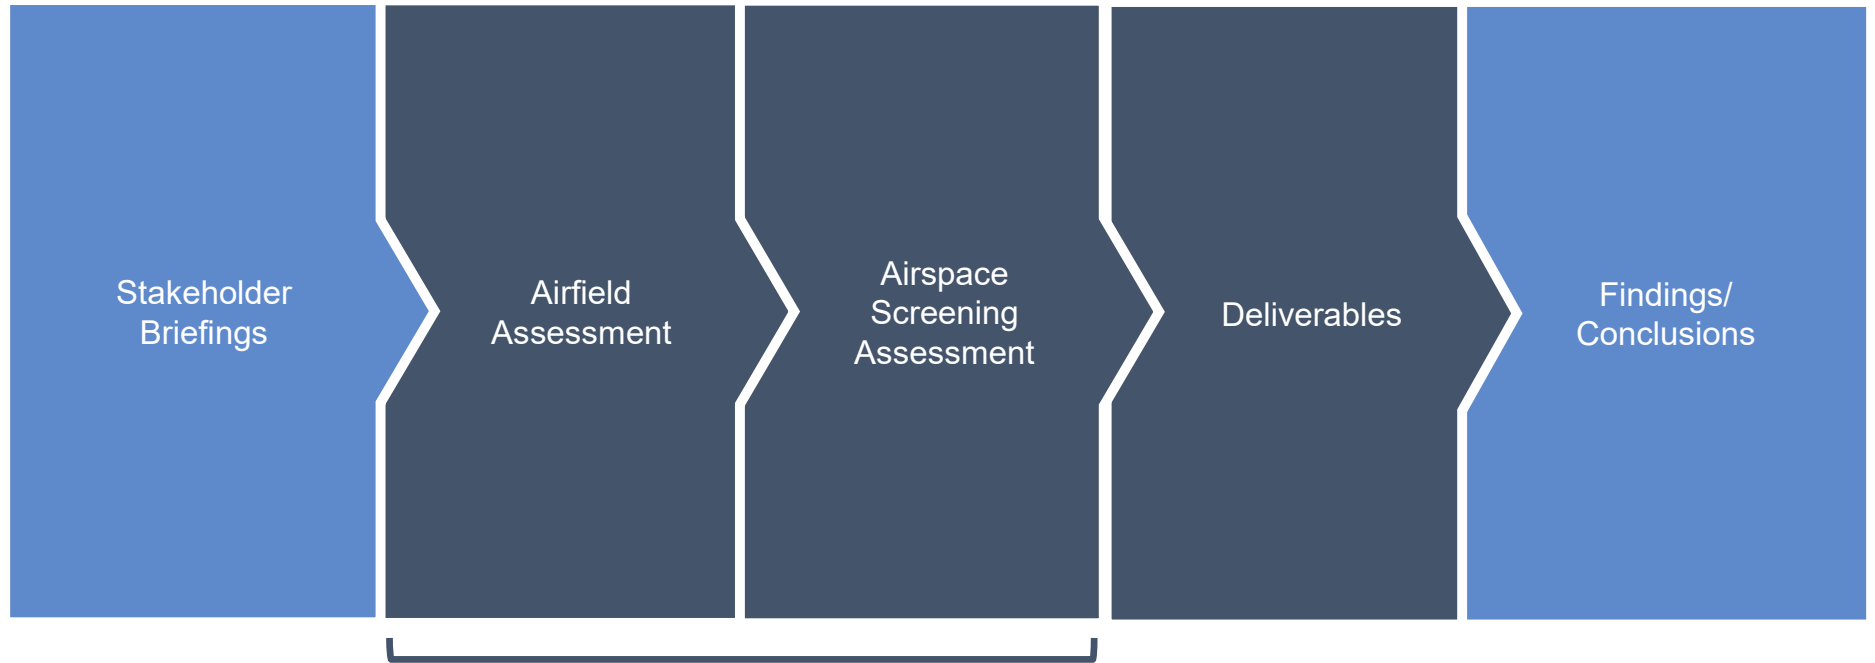 Stakeholder
Briefings
Airfield
Assessment
Airspace
Screening
Assessment
Deliverables
Findings/
Conclusions